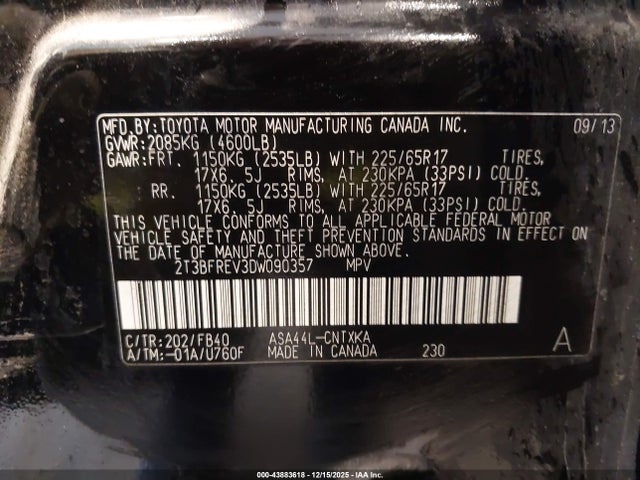 MFD.BY:TOYOTA MOTOR MANUFACTURING CANADA INC. 09/13
GVWR:2085KG (4600LB)
GAWR:FRT. 1150KG (2535LB) WITH 225/65R17 TIRES,
17X6. 5J RIMS, AT 230KPA (33PSI) COLD.
RR. 1150KG (2535LB) WITH 225/65R17 TIRES,
17X6. 5J RIMS, AT 230KPA (33PSI) COLD.
THIS VEHICLE CONFORMS TO ALL APPLICABLE FEDERAL MOTOR
VEHICLE SAFETY AND THEFT PREVENTION STANDARDS IN EFFECT ON
THE DATE OF MANUFACTURE SHOWN ABOVE.
2T3BFREV3DW090357 MPV
C/TR:202/FB40 ASA44L-CNTXKA A
A/TM:-01A/U760F MADE IN CANADA 230
000-43883618 - 12/15/2025 - IAA Inc.